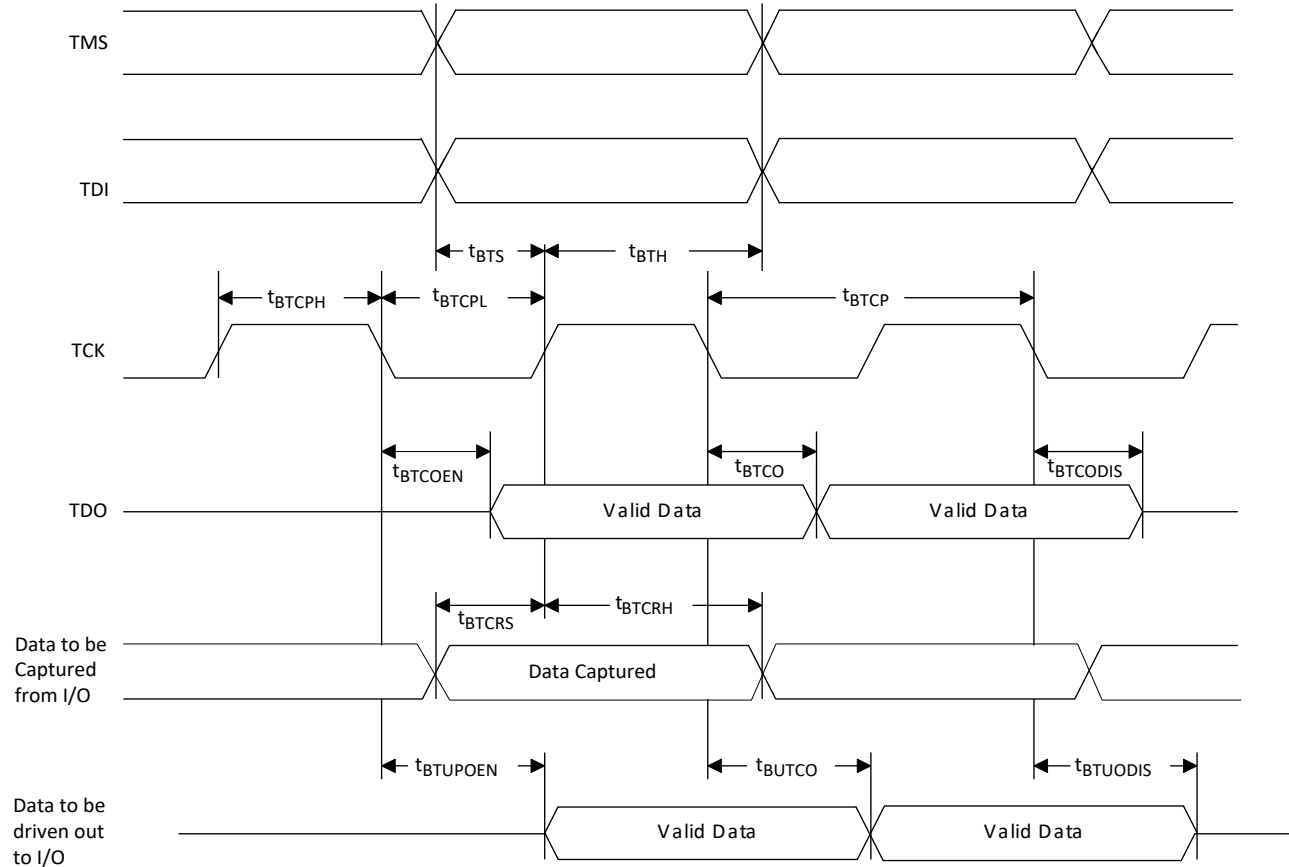 TMS
TDI
tBTS
tBTH
tBTCPH
tBTCPL
tBTCP
TCK
tBTCOEN
tBTCO
tBTCODIS
TDO
Valid Data
Valid Data
tBTCRS
tBTCRH
Data to be
Captured
from I/O
Data Captured
tBTUPOEN
tBUTCO
tBTUODIS
Data to be
driven out
to I/O
Valid Data
Valid Data